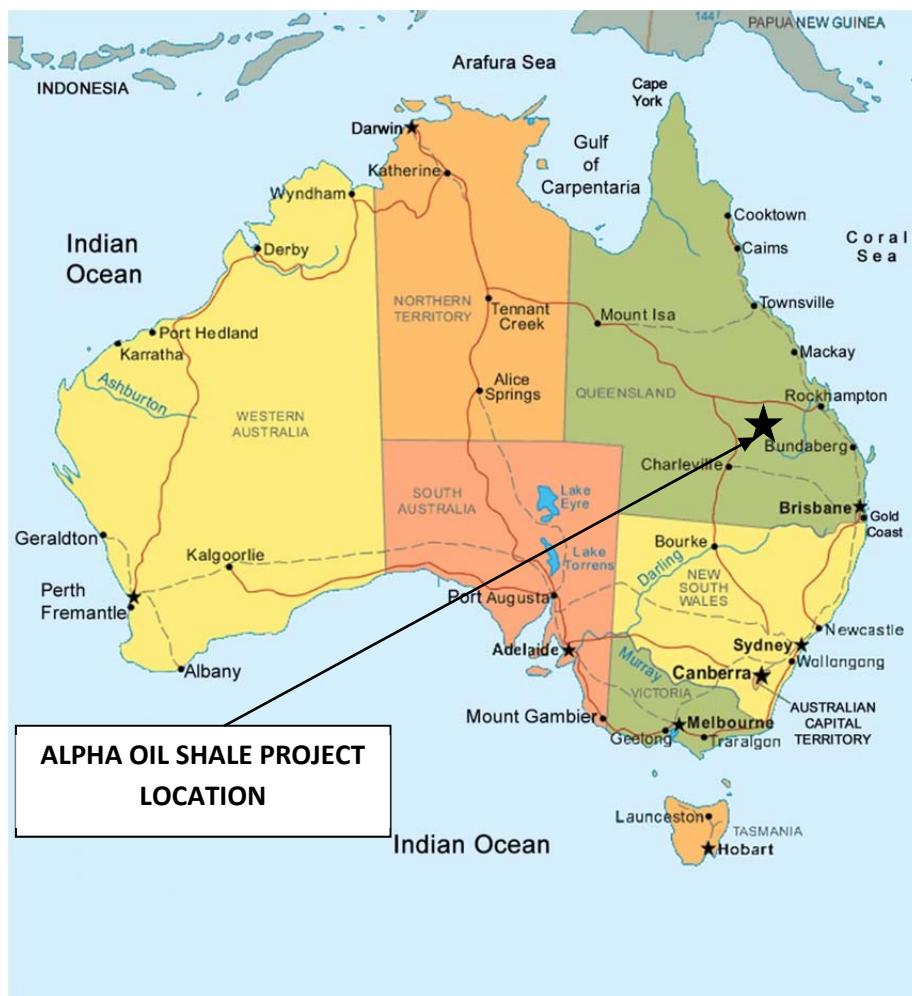 144
PAPUA NEW GUINEA
INDONESIA
Arafura Sea
Cape
York
Darwin
Gulf
of
Carpentaria
Katherine
Wyndham
Cooktown
Indian
Ocean
Derby
Cairns
Coral
Sea
NORTHERN
TERRITORY
Tennant
Creek
Mount Isa
Townsville
Port Hedland
Karratha
Mackay
Ashburton
Alice
Springs
QUEENSLAND
Rockhampton
WESTERN
AUSTRALIA
Bundaberg
Charleville
SOUTH
AUSTRALIA
Lake
Eyre
Brisbane
Gold
Coast
Geraldton
Kalgoorlie
Lake
Torrens
Bourke
Darling
NEW
SOUTH
WALES
Perth
Fremantle
Port Augusta
Newcastle
Adelaide
Sydney
Wollongong
Albany
Murray
Canberra
VICTORIA
AUSTRALIAN
CAPITAL
TERRITORY
Mount Gambier
Melbourne
Geelong
Traralgon
ALPHA OIL SHALE PROJECT
LOCATION
Launceston
TASMANIA
Hobart
Indian Ocean